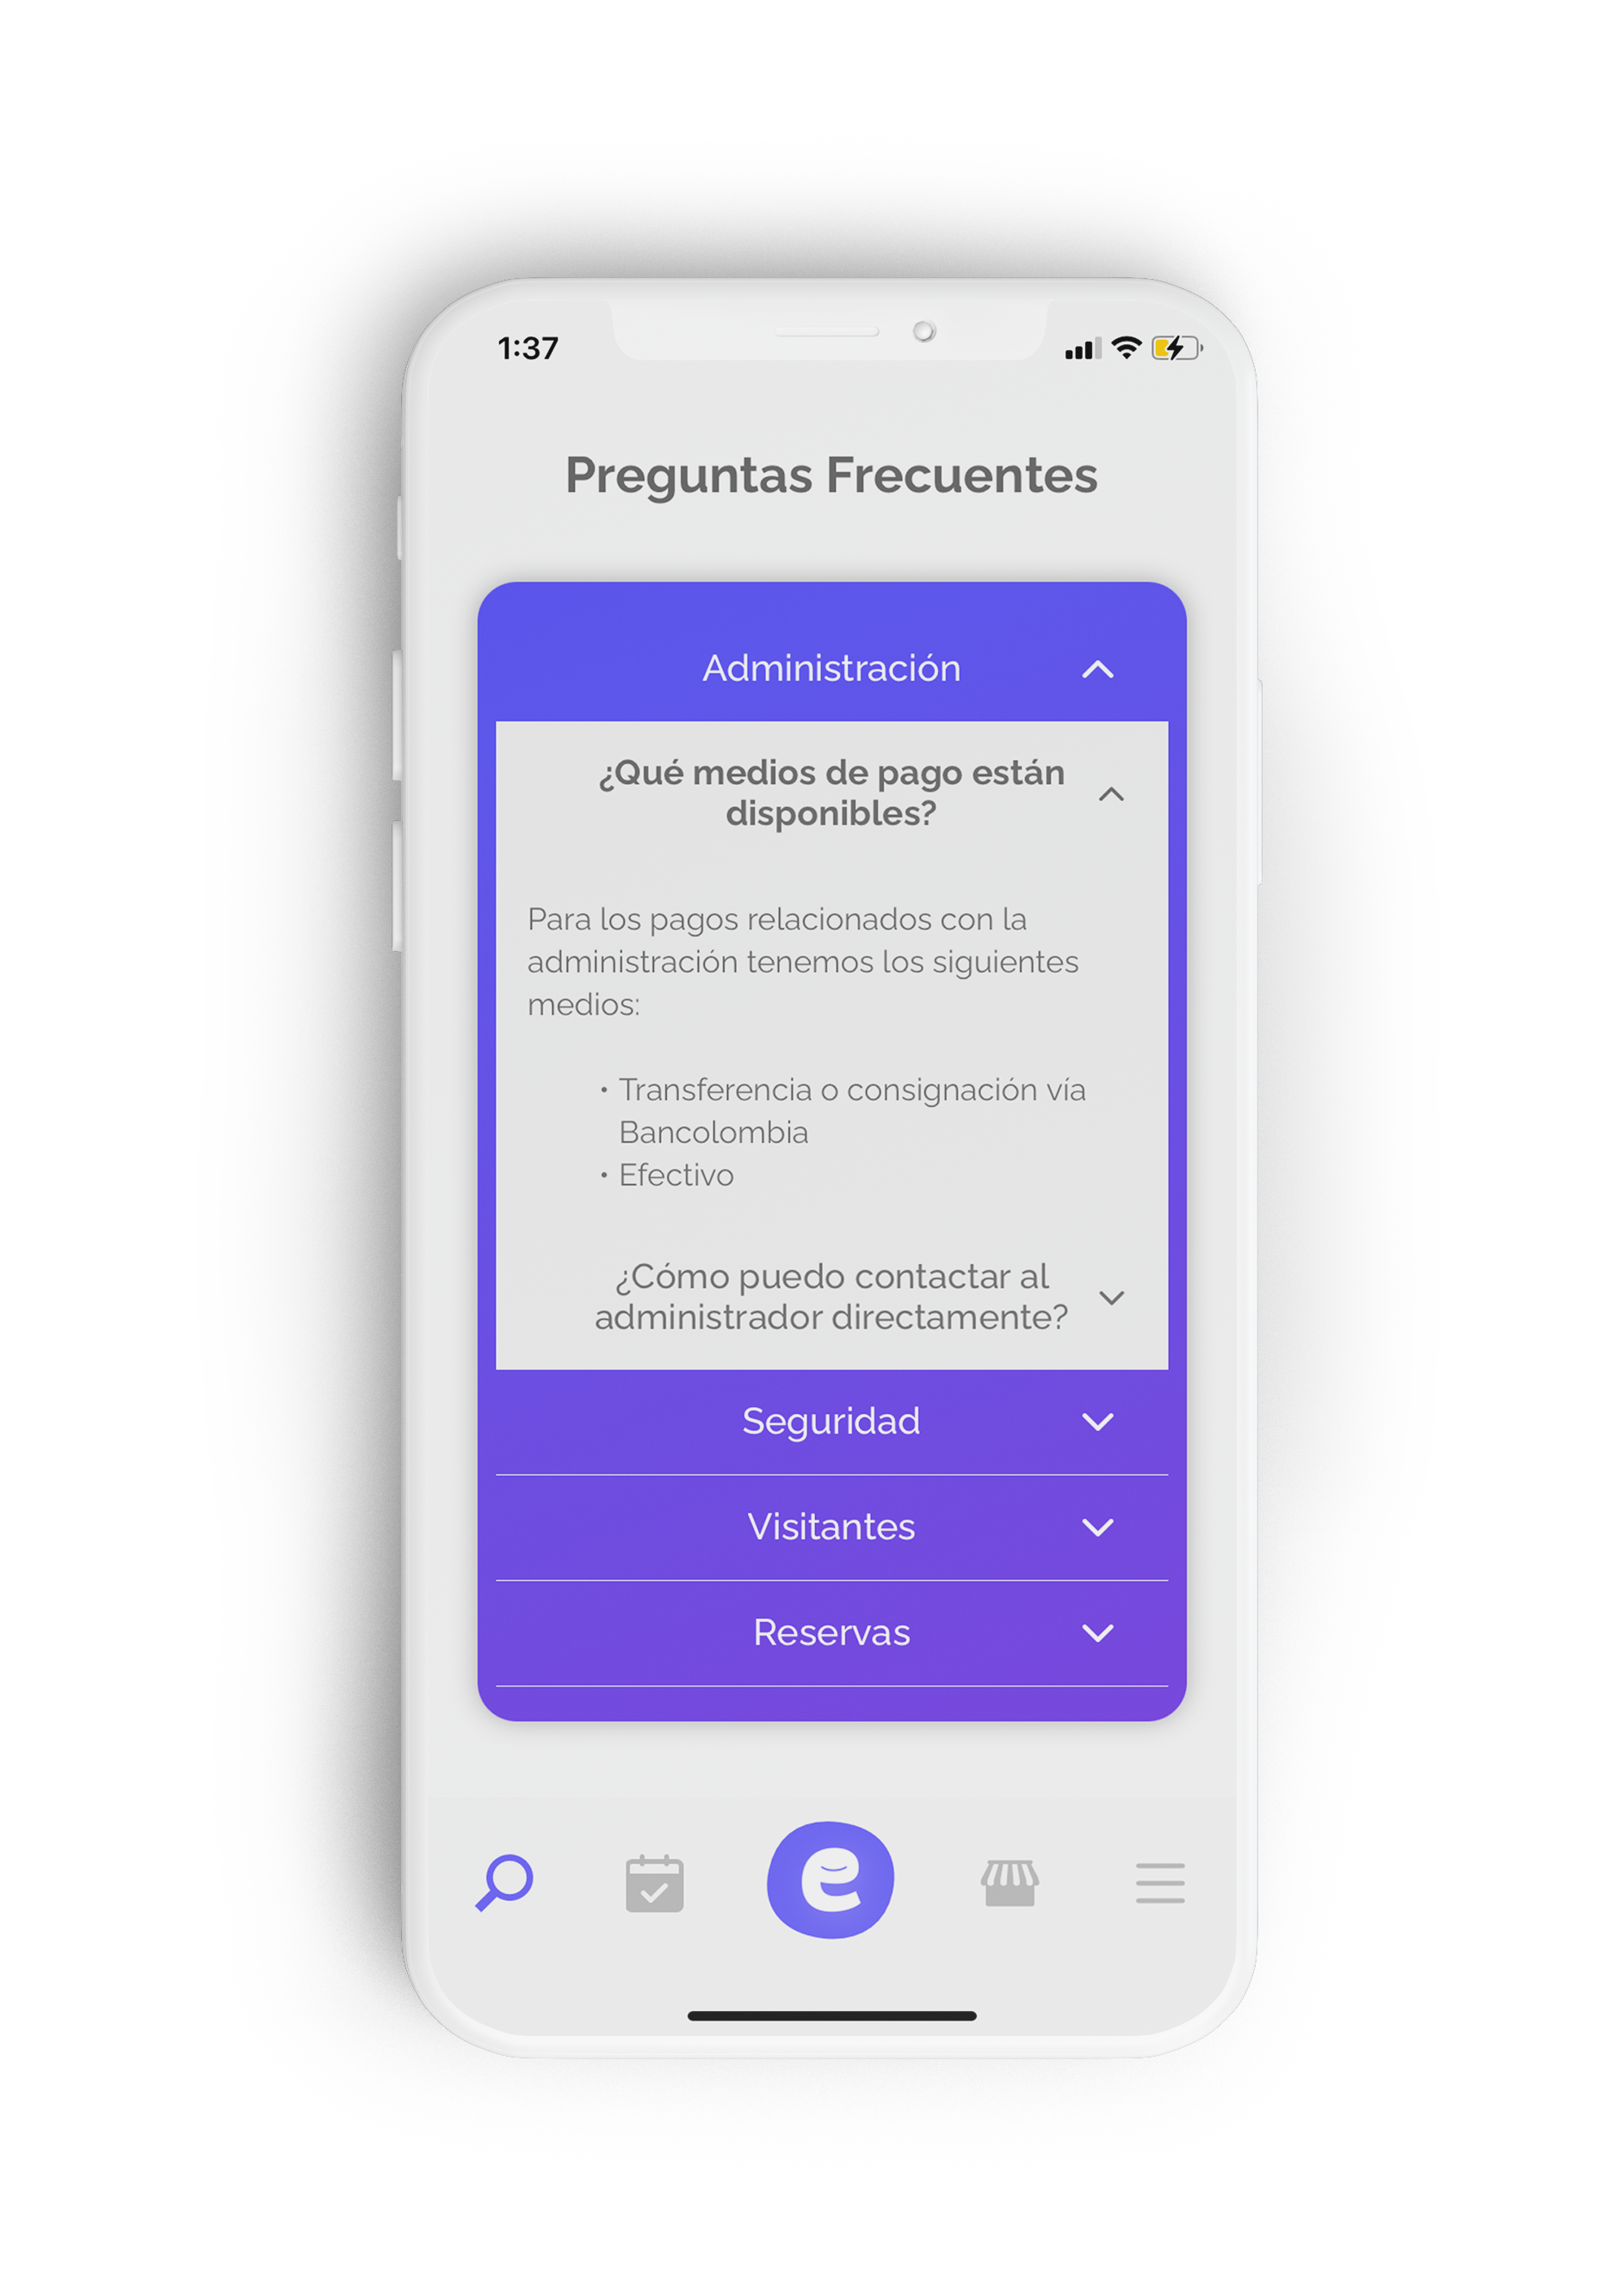 1:37
Preguntas Frecuentes
Administración
¿Qué medios de pago están
disponibles?
Para los pagos relacionados con la
administración tenemos los siguientes
medios:
• Transferencia o consignación vía
Bancolombia
• Efectivo
¿Cómo puedo contactar al
administrador directamente?
Seguridad
Visitantes
Reservas
e